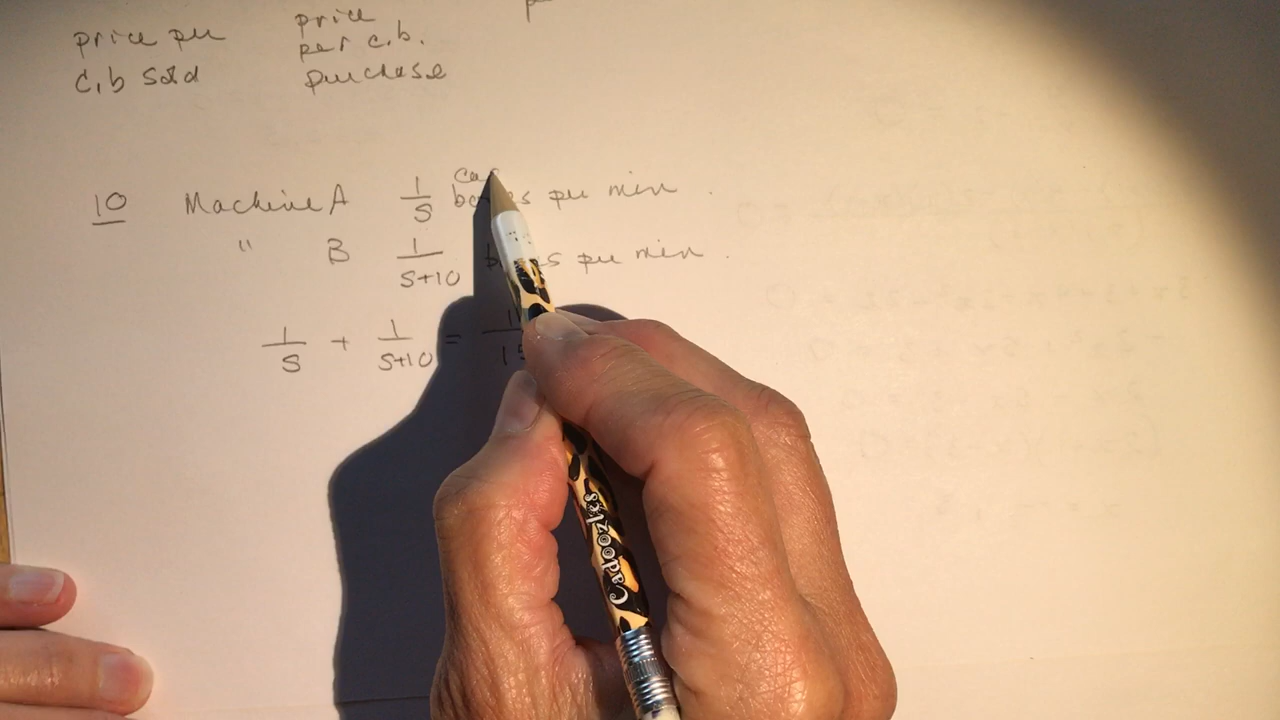 price per
c.b sold
price
per c.b.
purchase
10 Machine A 1/s boxes per min.
" B 1/s+10 per min.
1/s + 1/s+10 =
Cadoozles